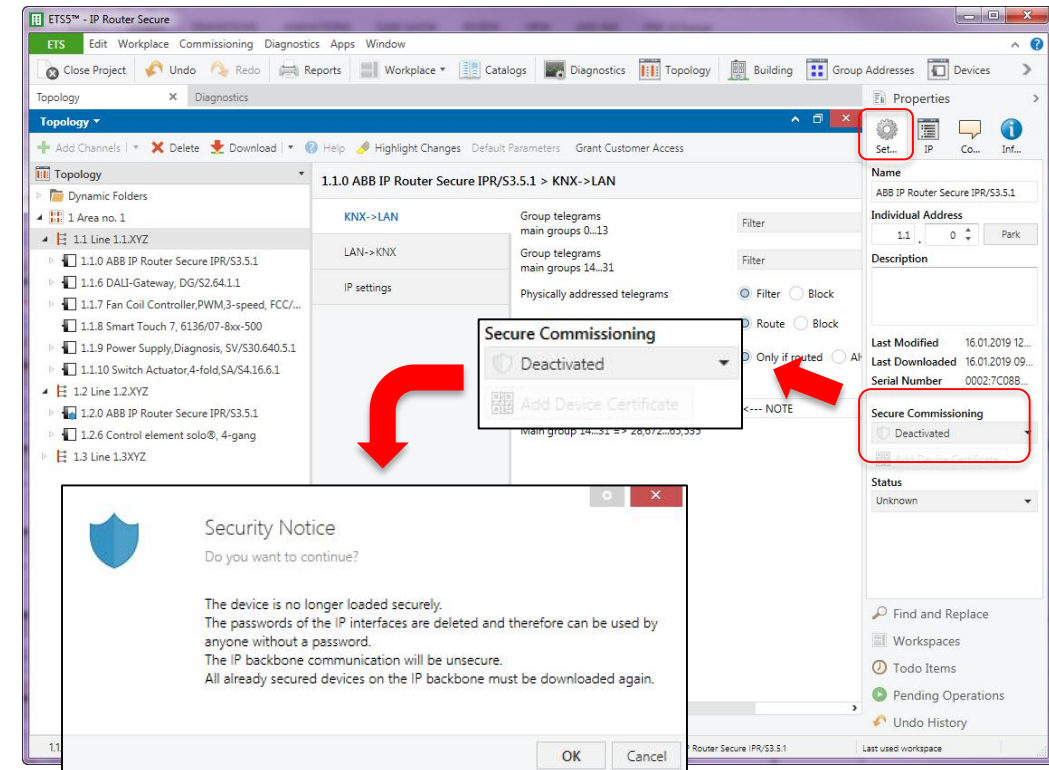 ETS5™ - IP Router Secure
ETS Edit Workplace Commissioning Diagnostics Apps Window
Close Project Undo Redo Reports Workplace Catalogs Diagnostics Topology Building Group Addresses Devices
Topology Diagnostics
Topology
Add Channels Delete Download Help Highlight Changes Default Parameters Grant Customer Access
Topology
Dynamic Folders
1 Area no. 1
1.1 Line 1.1.XYZ
1.1.0 ABB IP Router Secure IPR/S3.5.1
1.1.6 DALI-Gateway, DG/S2.64.1.1
1.1.7 Fan Coil Controller,PWM,3-speed, FCC/...
1.1.8 Smart Touch 7, 6136/07-8xx-500
1.1.9 Power Supply,Diagnosis, SV/S30.640.5.1
1.1.10 Switch Actuator,4-fold,SA/S4.16.6.1
1.2 Line 1.2.XYZ
1.2.0 ABB IP Router Secure IPR/S3.5.1
1.2.6 Control element solo®, 4-gang
1.3 Line 1.3XYZ
1.1.0 ABB IP Router Secure IPR/S3.5.1 > KNX->LAN
KNX->LAN
LAN->KNX
IP settings
Group telegrams
main groups 0...13
Filter
Group telegrams
main groups 14...31
Filter
Physically addressed telegrams
Filter Block
Route Block
Only if routed
<--- NOTE
Main group 14...31 => 28,672...65,535
Secure Commissioning
Deactivated
Add Device Certificate
Security Notice
Do you want to continue?
The device is no longer loaded securely.
The passwords of the IP interfaces are deleted and therefore can be used by
anyone without a password.
The IP backbone communication will be unsecure.
All already secured devices on the IP backbone must be downloaded again.
OK Cancel
Properties
Set... IP Co... Inf...
Name
ABB IP Router Secure IPR/S3.5.1
Individual Address
1.1 . 0 Park
Description
Last Modified 16.01.2019 12...
Last Downloaded 16.01.2019 09...
Serial Number 0002:7C08B...
Secure Commissioning
Deactivated
Add Device Certificate
Status
Unknown
Find and Replace
Workspaces
Todo Items
Pending Operations
Undo History
1.1.
Router Secure IPR/S3.5.1
Last used workspace